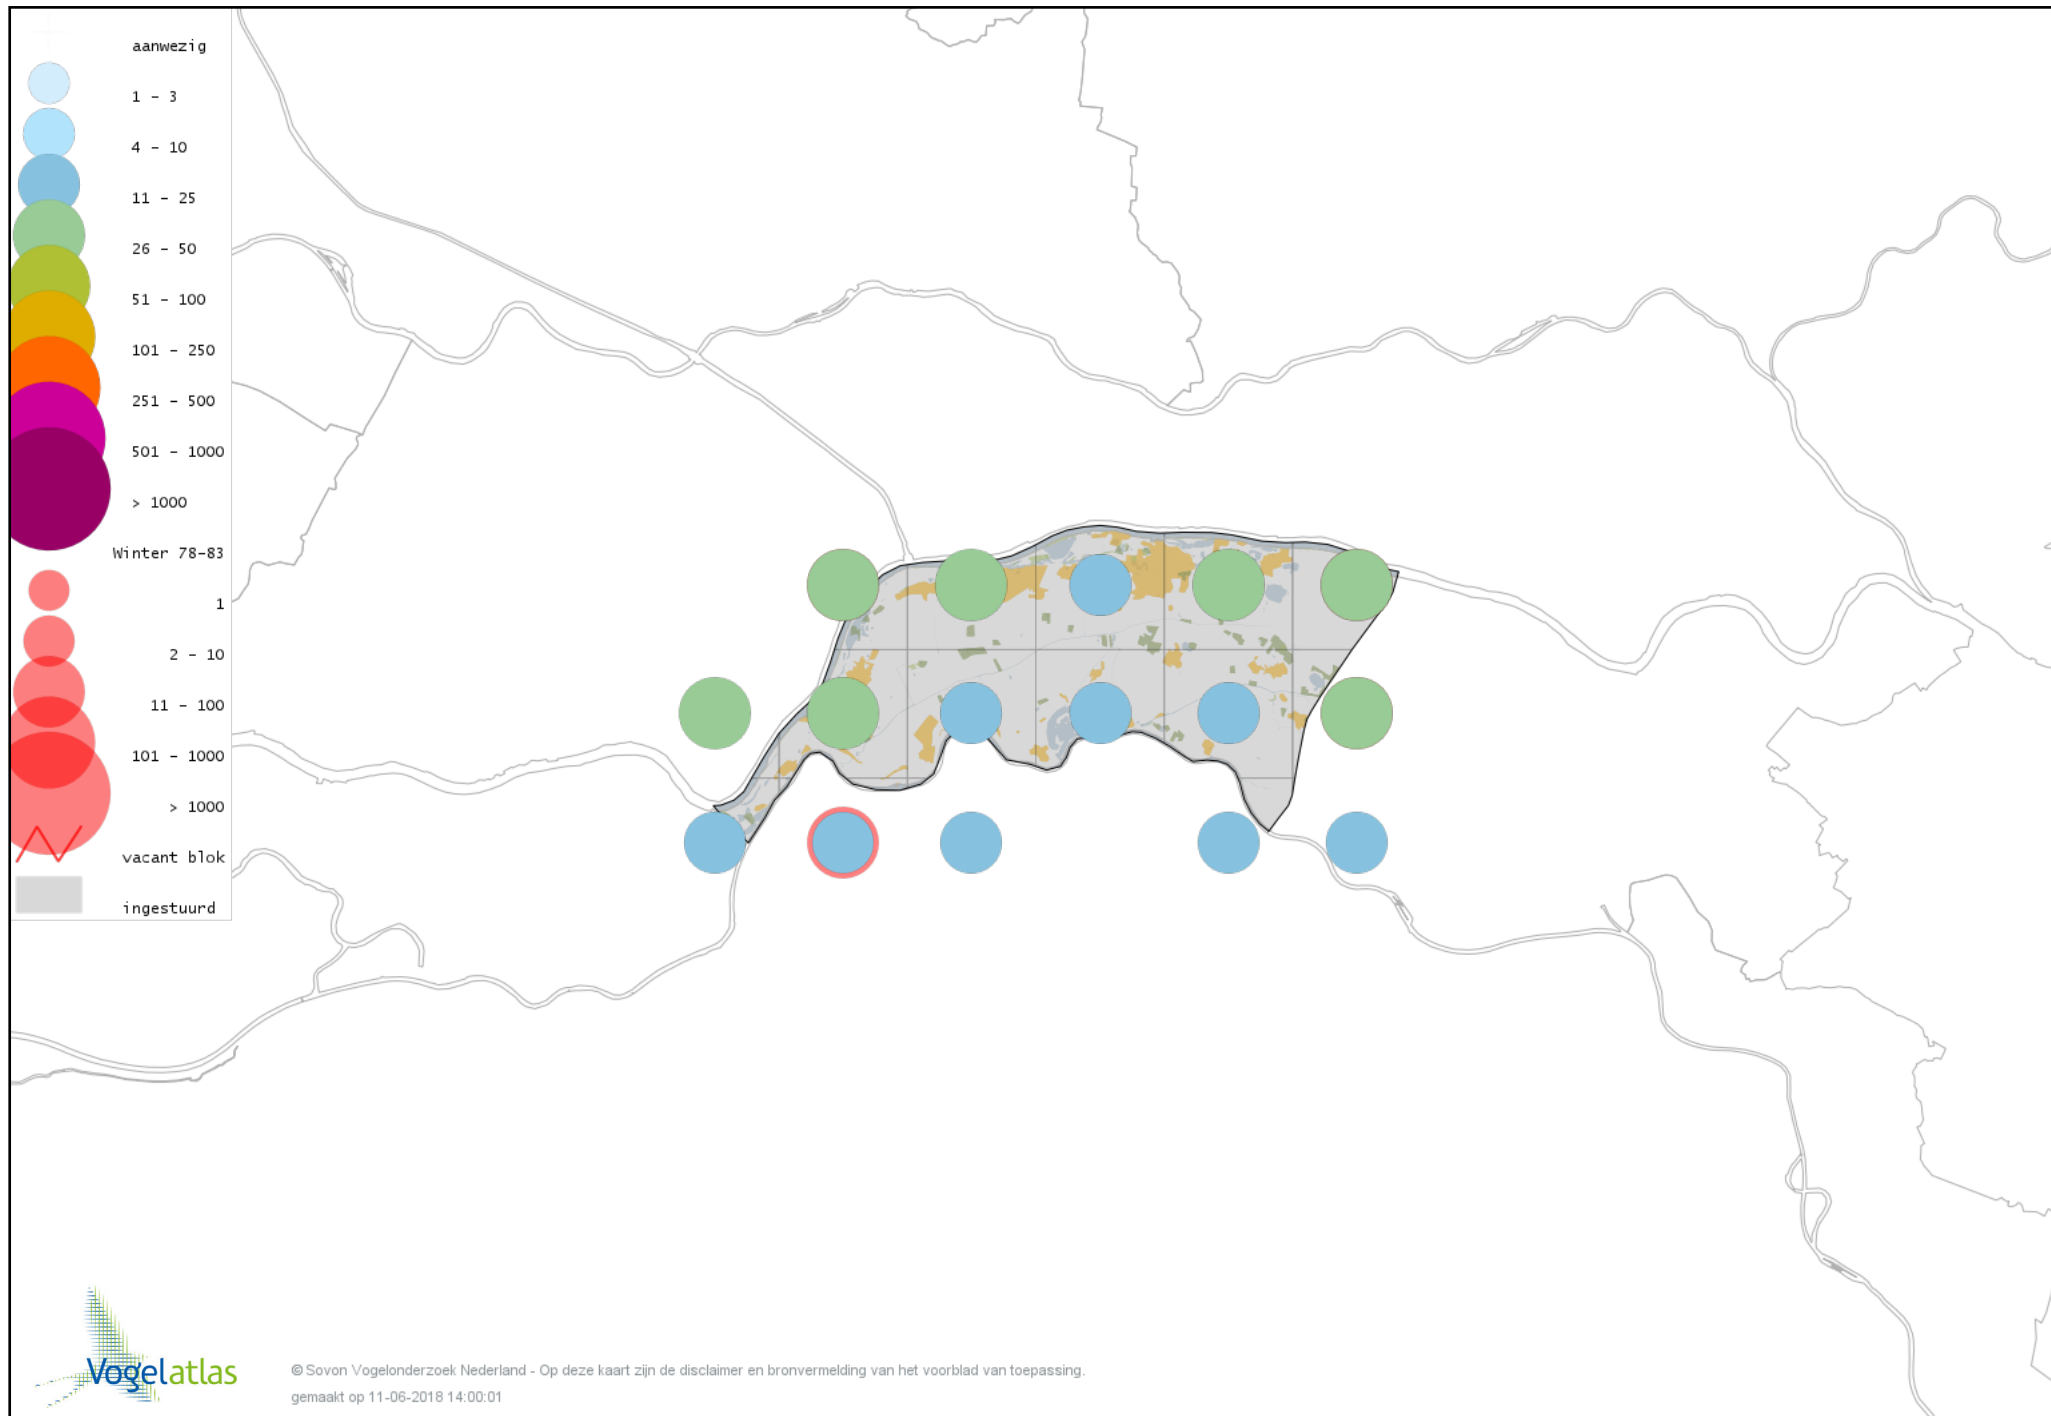 aanwezig
1 - 3
4 - 10
11 - 25
26 - 50
51 - 100
101 - 250
251 - 500
501 - 1000
> 1000
Winter 78-83
1
2 - 10
11 - 100
101 - 1000
> 1000
vacant blok
ingestuurd
Vogelatlas
© Sovon Vogelonderzoek Nederland - Op deze kaart zijn de disclaimer en bronvermelding van het voorblad van toepassing.
gemaakt op 11-06-2018 14:00:01